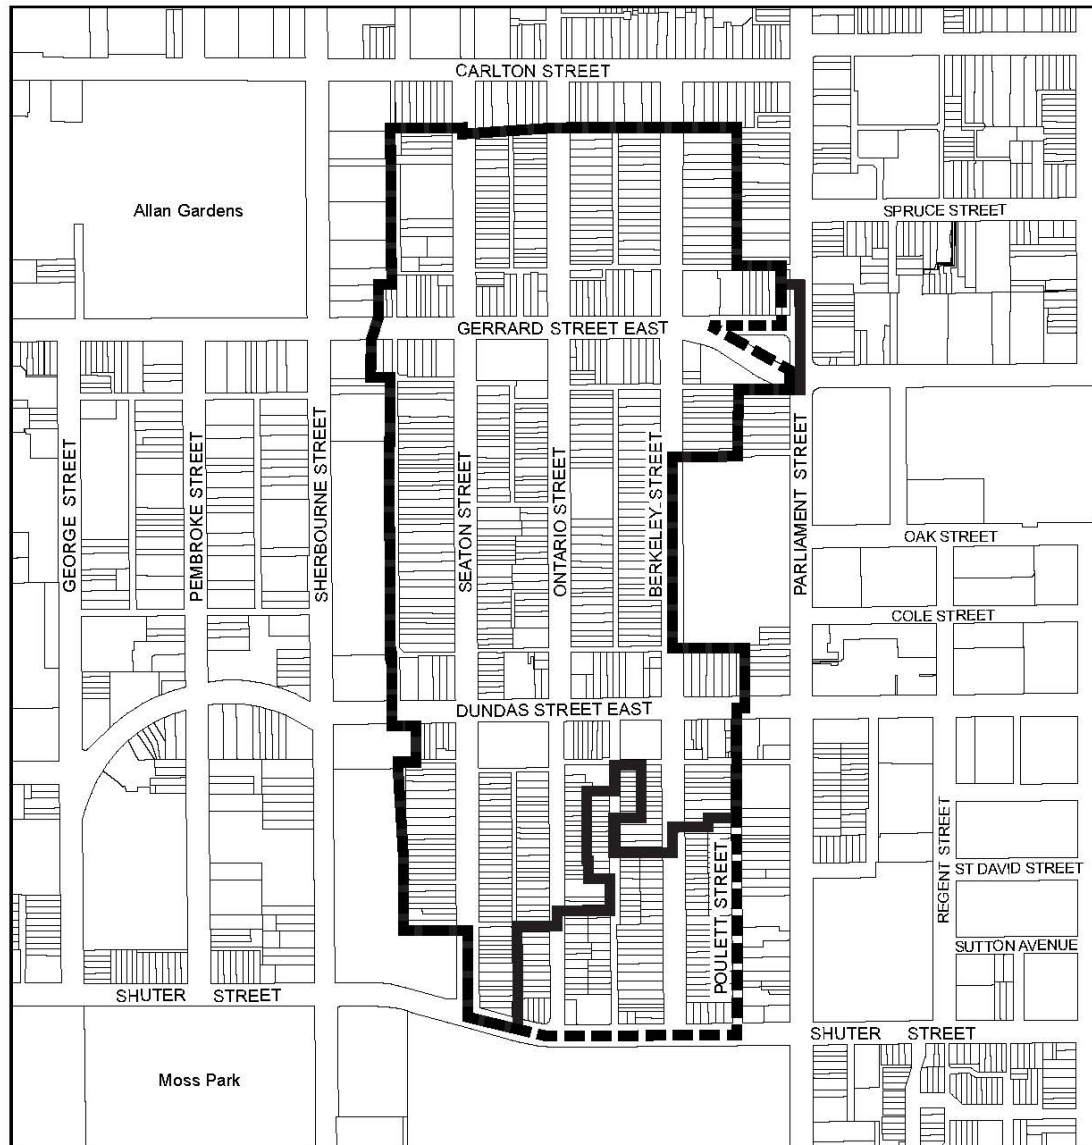 CARLTON STREET
Allan Gardens
SPRUCE STREET
GERRARD STREET EAST
GEORGE STREET
PEMBROKE STREET
SHERBOURNE STREET
SEATON STREET
ONTARIO STREET
BERKELEY STREET
PARLIAMENT STREET
OAK STREET
COLE STREET
DUNDAS STREET EAST
POULETT STREET
REGENT STREET
ST DAVID STREET
SUTTON AVENUE
SHUTER STREET
SHUTER STREET
Moss Park